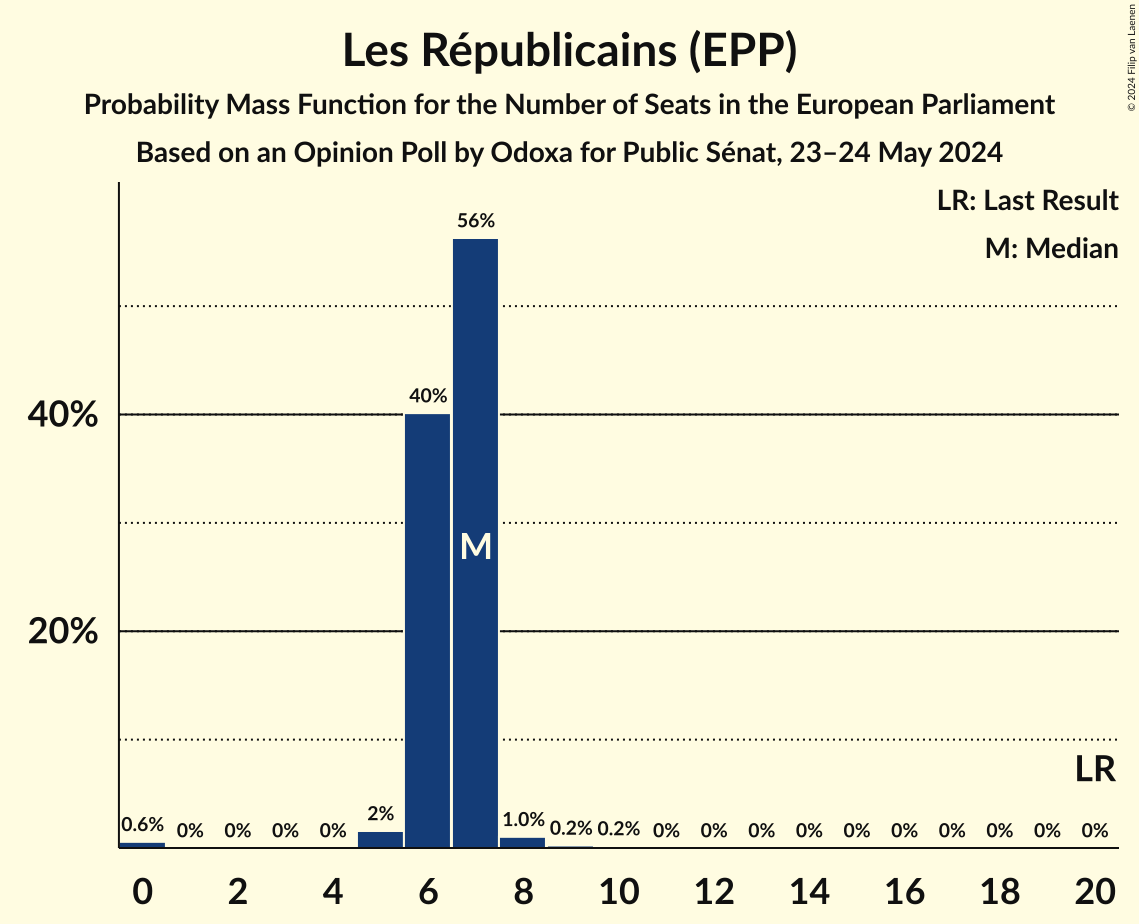 Les Républicains (EPP)
Probability Mass Function for the Number of Seats in the European Parliament
Based on an Opinion Poll by Odoxa for Public Sénat, 23–24 May 2024
© 2024 Filip van Laenen
LR: Last Result
M: Median
56%
40%
40%
M
20%
LR
0.6% 0% 0% 0% 0% 2% 1.0% 0.2% 0.2% 0% 0% 0% 0% 0% 0% 0% 0% 0% 0%
0 2 4 6 8 10 12 14 16 18 20